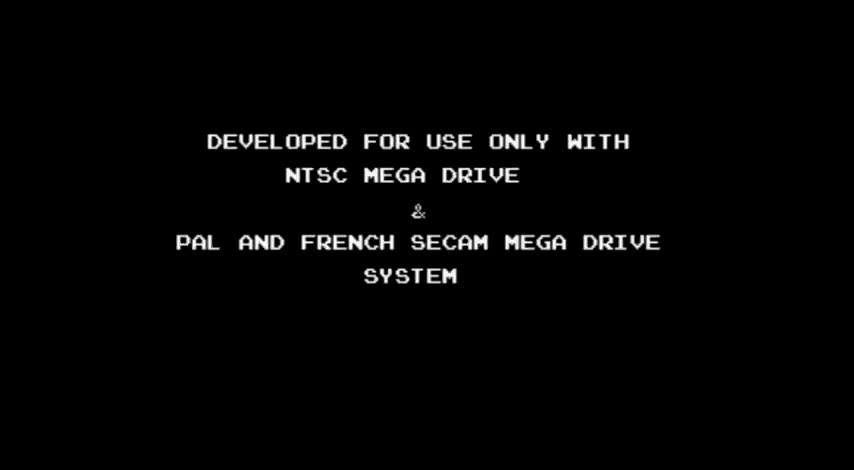 DEVELOPED FOR USE ONLY WITH
NTSC MEGA DRIVE
&
PAL AND FRENCH SECAM MEGA DRIVE
SYSTEM